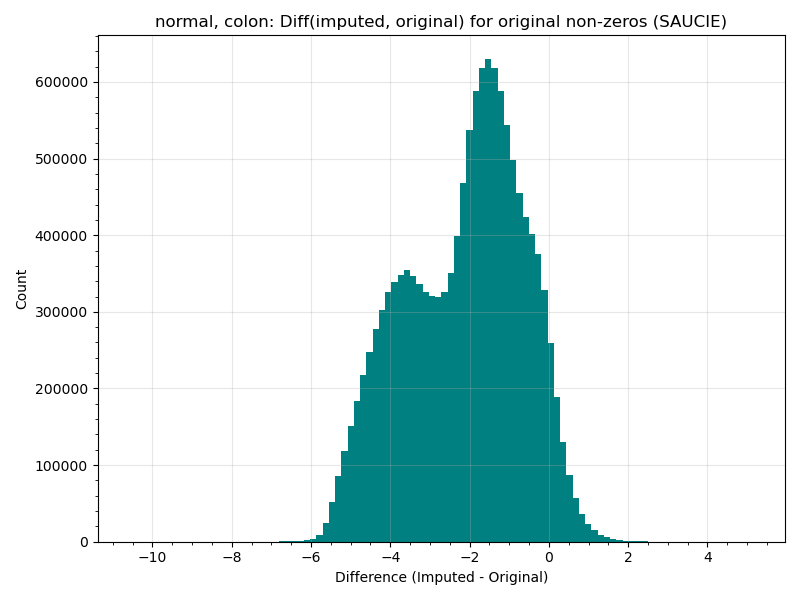 normal, colon: Diff(imputed, original) for original non-zeros (SAUCIE)
600000
500000
400000
300000
200000
100000
0
Count
−10 −8 −6 −4 −2 0 2 4
Difference (Imputed - Original)